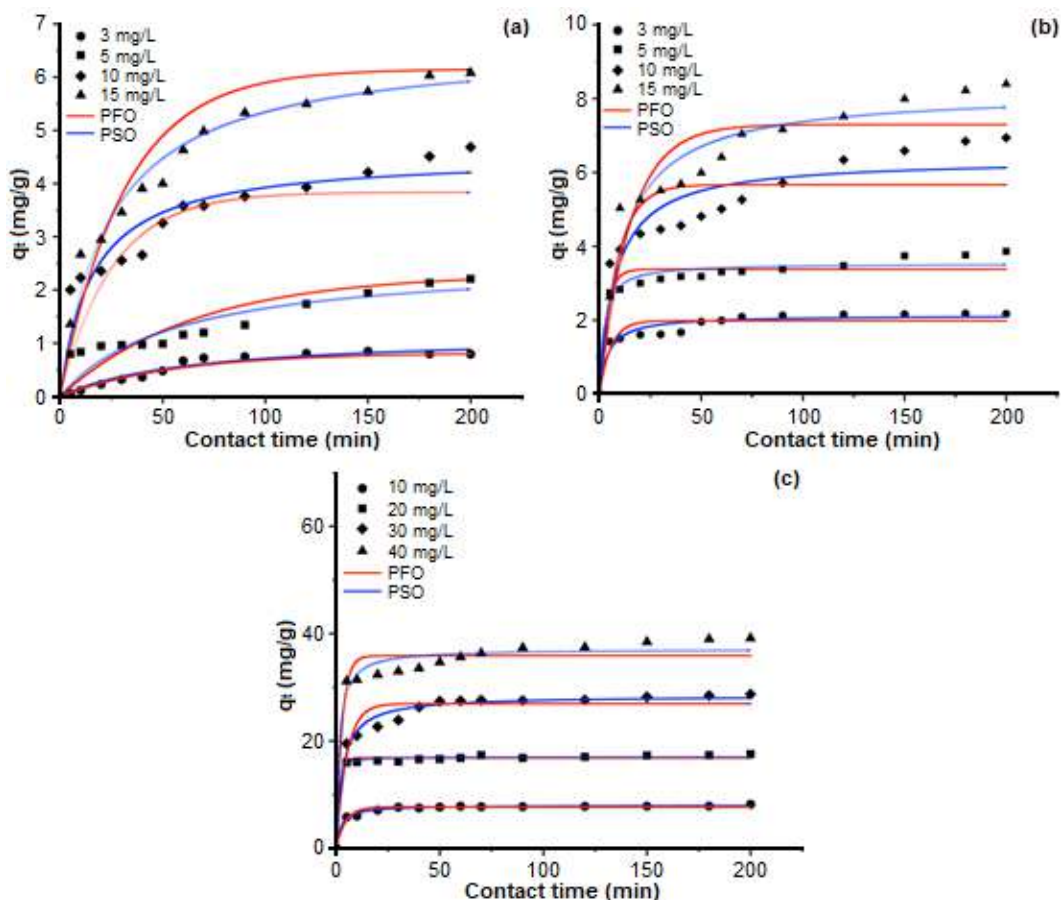 (a)
7
6
5
4
3
2
1
0
qt (mg/g)
3 mg/L
5 mg/L
10 mg/L
15 mg/L
PFO
PSO
0 50 100 150 200
Contact time (min)
(b)
10
8
6
4
2
0
qt (mg/g)
3 mg/L
5 mg/L
10 mg/L
15 mg/L
PFO
PSO
0 50 100 150 200
Contact time (min)
(c)
60
40
20
0
qt (mg/g)
10 mg/L
20 mg/L
30 mg/L
40 mg/L
PFO
PSO
0 50 100 150 200
Contact time (min)